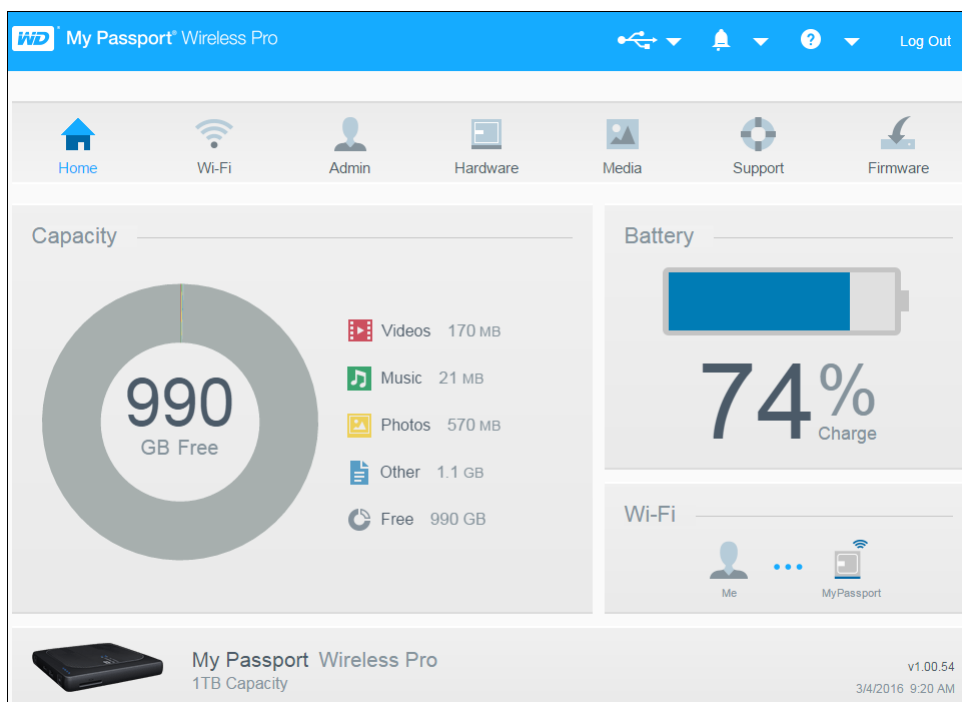 WD My Passport® Wireless Pro
Log Out
Home
Wi-Fi
Admin
Hardware
Media
Support
Firmware
Capacity
990
GB Free
Videos 170 MB
Music 21 MB
Photos 570 MB
Other 1.1 GB
Free 990 GB
Battery
74%
Charge
Wi-Fi
Me
MyPassport
My Passport Wireless Pro
1TB Capacity
v1.00.54
3/4/2016 9:20 AM